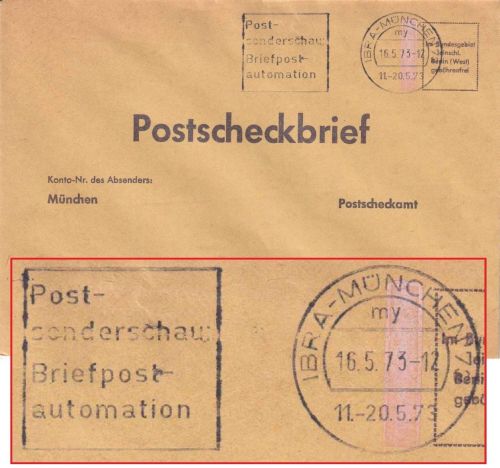 Post-
sonderschau:
Briefpost-
automation
IBRA-MÜNCHEN 73
my
16.5.73-12
11.-20.5.73
Im Bundesgebiet
einschl.
Berlin (West)
gebührenfrei
Postscheckbrief
Konto-Nr. des Absenders:
München
Postscheckamt
Post-
sonderschau:
Briefpost-
automation
IBRA-MÜNCHEN 73
my
16.5.73-12
11.-20.5.73